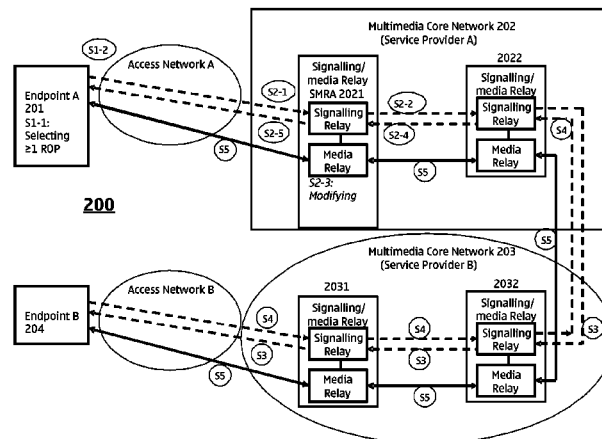 Multimedia Core Network 202
(Service Provider A)
S1-2
Access Network A
2022
Endpoint A
201
S1-1:
Selecting
≥1 ROP
Signalling/
media Relay
SMRA 2021
Signalling
Relay
Media
Relay
S2-3:
Modifying
Signalling/
media Relay
Signalling
Relay
Media
Relay
S2-1
S2-2
S2-5
S2-4
S4
S5
S5
200
S5
Multimedia Core Network 203
(Service Provider B)
Access Network B
2031
2032
Endpoint B
204
Signalling/
media Relay
Signalling
Relay
Media
Relay
Signalling/
media Relay
Signalling
Relay
Media
Relay
S4
S4
S3
S3
S3
S5
S5